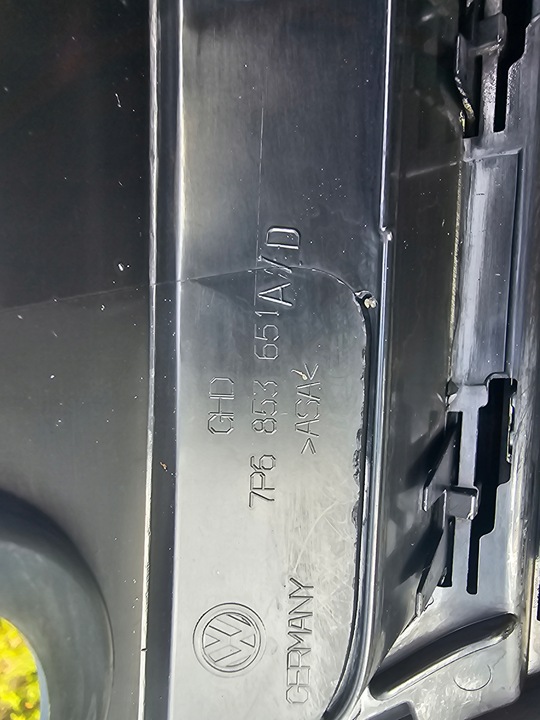 GHD
7P6 853 651 A/D
>ASA<
GERMANY